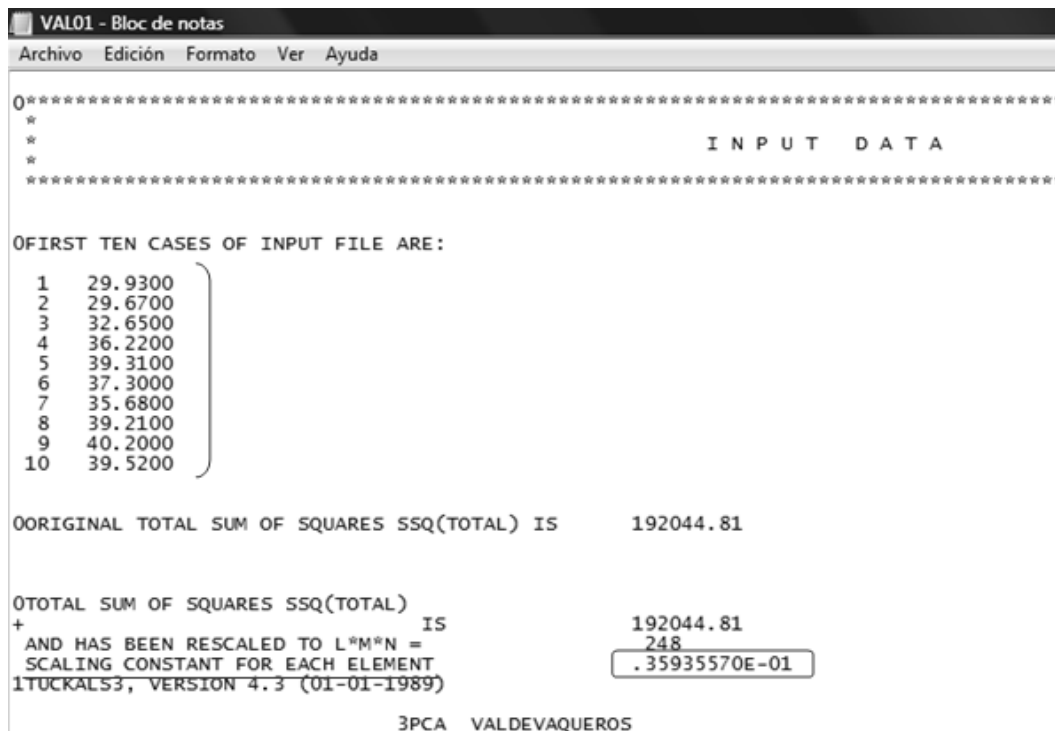 VAL01 - Bloc de notas
Archivo Edición Formato Ver Ayuda
0***********************************************************************************
*
* I N P U T   D A T A
*
***********************************************************************************
0FIRST TEN CASES OF INPUT FILE ARE:
1 29.9300
2 29.6700
3 32.6500
4 36.2200
5 39.3100
6 37.3000
7 35.6800
8 39.2100
9 40.2000
10 39.5200
0ORIGINAL TOTAL SUM OF SQUARES SSQ(TOTAL) IS 192044.81
0TOTAL SUM OF SQUARES SSQ(TOTAL)
+ IS 192044.81
AND HAS BEEN RESCALED TO L*M*N = 248
SCALING CONSTANT FOR EACH ELEMENT .35935570E-01
1TUCKALS3, VERSION 4.3 (01-01-1989)
3PCA VALDEVAQUEROS